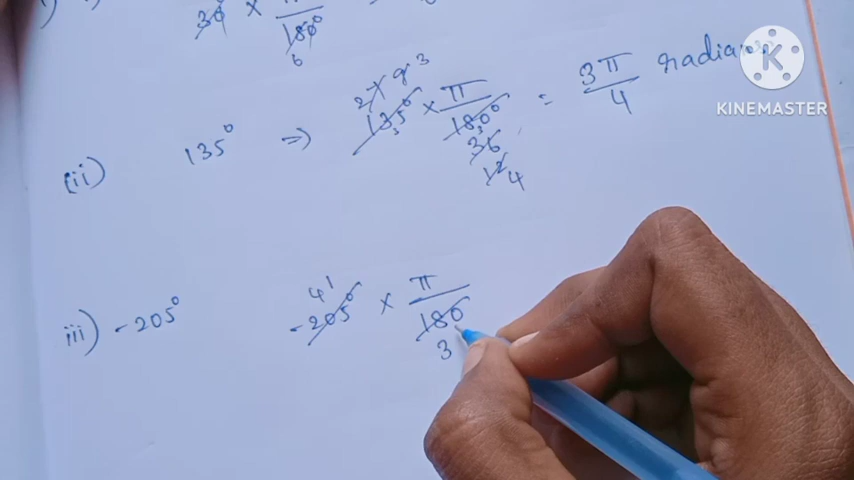 30° × π/180°
6
(ii) 135° ⇒ 135° × π/180° = 3π/4 radians
27 9 3
36
12 4
iii) -205° -205° × π/180
41
3
KINEMASTER